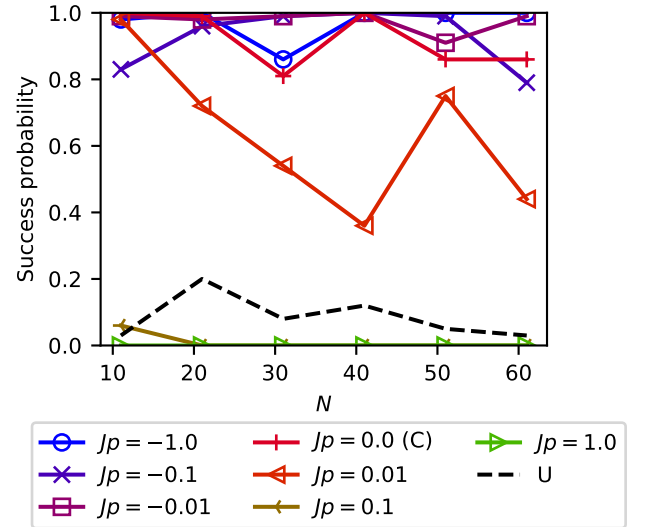 1.0
0.8
0.6
0.4
0.2
0.0
Success probability
10 20 30 40 50 60
N
Jp = −1.0 Jp = 0.0 (C) Jp = 1.0
Jp = −0.1 Jp = 0.01 U
Jp = −0.01 Jp = 0.1